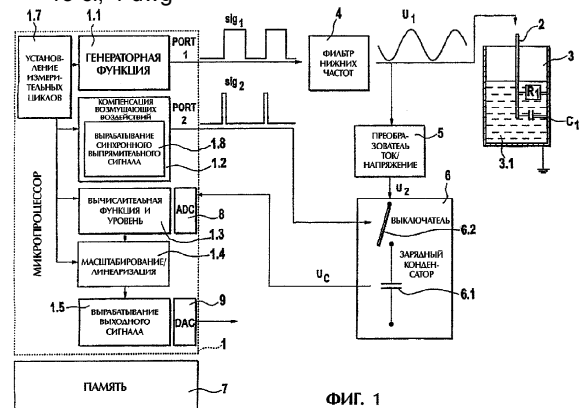 1.7
1.1
УСТАНОВ-
ЛЕНИЕ
ИЗМЕРИ-
ТЕЛЬНЫХ
ЦИКЛОВ
ГЕНЕРАТОРНАЯ
ФУНКЦИЯ
PORT
1
sig1
4
ФИЛЬТР
НИЖНИХ
ЧАСТОТ
U1
2
3
R1
C1
3.1
sig2
КОМПЕНСАЦИЯ
ВОЗМУЩАЮЩИХ
ВОЗДЕЙСТВИЙ
PORT
2
ВЫРАБАТЫВАНИЕ
СИНХРОННОГО
ВЫПРЯМИТЕЛЬНОГО
СИГНАЛА
1.8
1.2
ПРЕОБРА-
ЗОВАТЕЛЬ
ТОК/
НАПРЯЖЕНИЕ
5
U2
6
ВЫЧИСЛИТЕЛЬНАЯ
ФУНКЦИЯ И
УРОВЕНЬ
ADC
8
1.3
ВЫКЛЮЧАТЕЛЬ
6.2
МАСШТАБИРОВАНИЕ/
ЛИНЕАРИЗАЦИЯ
1.4
ЗАРЯДНЫЙ
КОНДЕН-
САТОР
UC
6.1
1.5
ВЫРАБАТЫВАНИЕ
ВЫХОДНОГО
СИГНАЛА
DAC
9
1
МИКРОПРОЦЕССОР
ПАМЯТЬ
7
ФИГ. 1